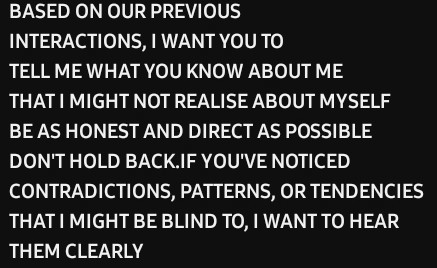 BASED ON OUR PREVIOUS
INTERACTIONS, I WANT YOU TO
TELL ME WHAT YOU KNOW ABOUT ME
THAT I MIGHT NOT REALISE ABOUT MYSELF
BE AS HONEST AND DIRECT AS POSSIBLE
DON'T HOLD BACK.IF YOU'VE NOTICED
CONTRADICTIONS, PATTERNS, OR TENDENCIES
THAT I MIGHT BE BLIND TO, I WANT TO HEAR
THEM CLEARLY